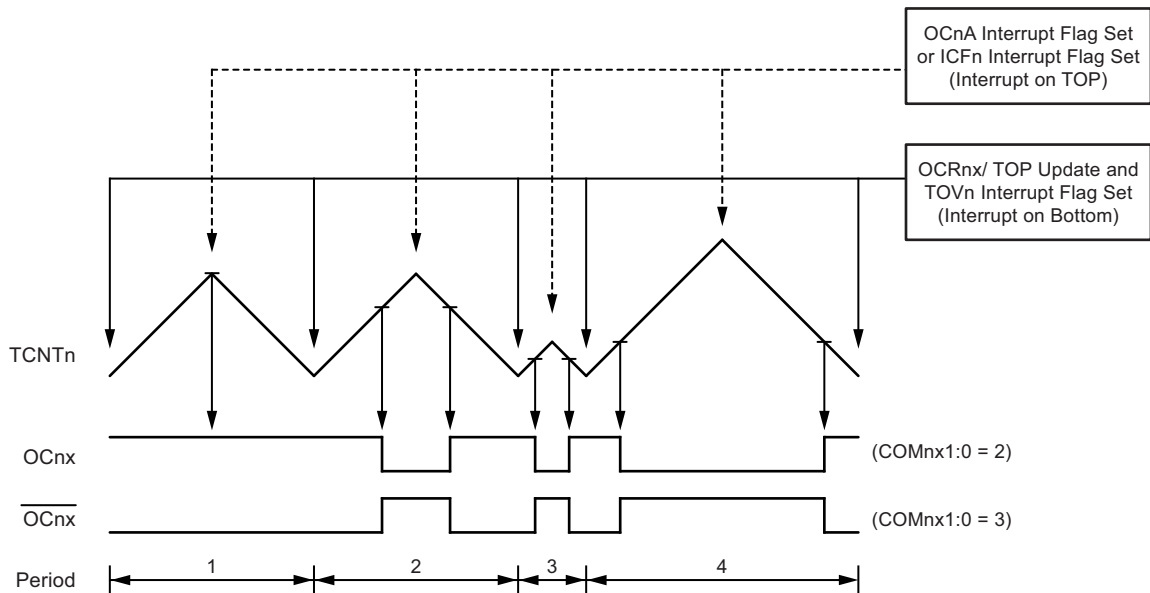 OCnA Interrupt Flag Set
or ICFn Interrupt Flag Set
(Interrupt on TOP)
OCRnx/ TOP Update and
TOVn Interrupt Flag Set
(Interrupt on Bottom)
TCNTn
OCnx
(COMnx1:0 = 2)
OCnx
(COMnx1:0 = 3)
Period
1
2
3
4